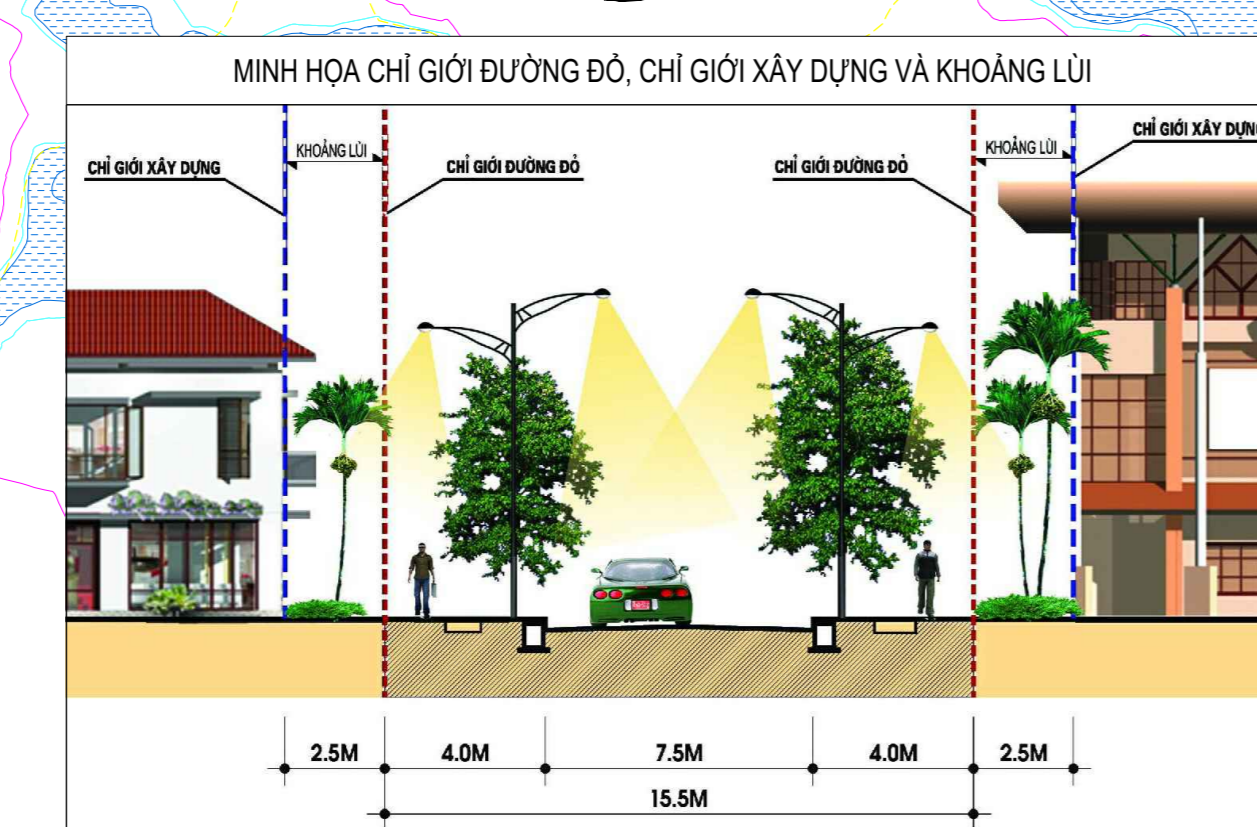 MINH HỌA CHỈ GIỚI ĐƯỜNG ĐỎ, CHỈ GIỚI XÂY DỰNG VÀ KHOẢNG LÙI
CHỈ GIỚI XÂY DỰNG
KHOẢNG LÙI
CHỈ GIỚI ĐƯỜNG ĐỎ
CHỈ GIỚI ĐƯỜNG ĐỎ
KHOẢNG LÙI
CHỈ GIỚI XÂY DỰNG
2.5M
4.0M
7.5M
4.0M
2.5M
15.5M